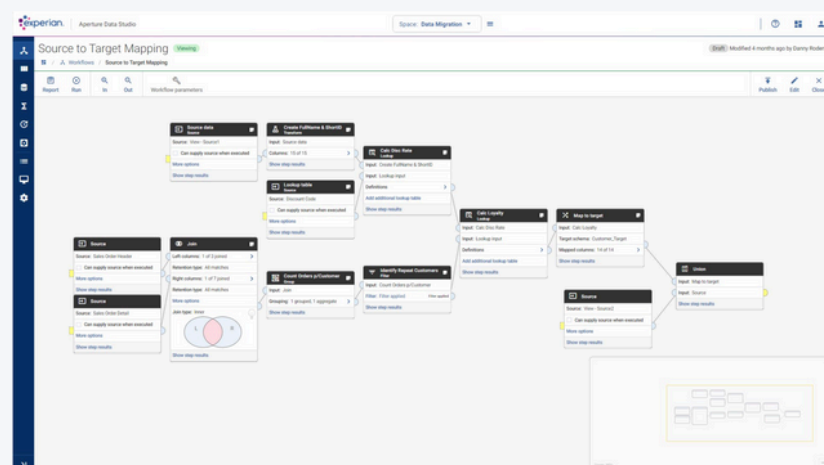 experian.
Aperture Data Studio
Space: Data Migration
Source to Target Mapping
Viewing
Draft
Modified 4 months ago by Danny Roden
Workflows / Source to Target Mapping
Report
Run
In
Out
Workflow parameters
Publish
Edit
Close
Source data
Source
Source: View - Source1
Can supply source when executed
More options
Show step results
Create FullName & ShortID
Transform
Input: Source data
Columns: 15 of 15
Show step results
Lookup table
Source
Source: Discount Code
Can supply source when executed
More options
Show step results
Calc Disc Rate
Lookup
Input: Create FullName & ShortID
Input: Lookup input
Definitions
Add additional lookup table
Show step results
Calc Loyalty
Lookup
Input: Calc Disc Rate
Input: Lookup input
Definitions
Add additional lookup table
Show step results
Map to target
Input: Calc Loyalty
Target schema: Customer_Target
Mapped columns: 14 of 14
Show step results
Source
Source: Sales Order Header
Can supply source when executed
More options
Show step results
Source
Source: Sales Order Detail
Can supply source when executed
More options
Show step results
Join
Left columns: 1 of 2 joined
Retention type: All matches
Right columns: 1 of 7 joined
Retention type: All matches
More options
Join type: Inner
L
R
Show step results
Count Orders p/Customer
Group
Input: Join
Grouping: 1 grouped, 1 aggregate
Show step results
Identify Repeat Customers
Filter
Input: Count Orders p/Customer
Filter: Filter applied
Show step results
Source
Source: View - Source2
Can supply source when executed
More options
Show step results
Union
Input: Map to target
Input: Source
Show step results